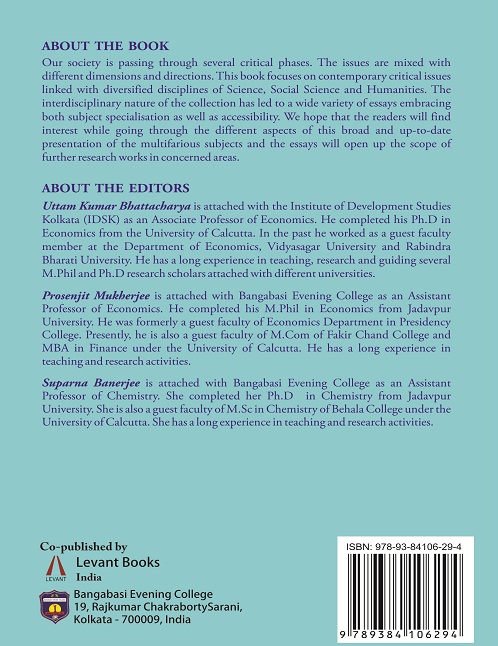 ABOUT THE BOOK
Our society is passing through several critical phases. The issues are mixed with
different dimensions and directions. This book focuses on contemporary critical issues
linked with diversified disciplines of Science, Social Science and Humanities. The
interdisciplinary nature of the collection has led to a wide variety of essays embracing
both subject specialisation as well as accessibility. We hope that the readers will find
interest while going through the different aspects of this broad and up-to-date
presentation of the multifarious subjects and the essays will open up the scope of
further research works in concerned areas.
ABOUT THE EDITORS
Uttam Kumar Bhattacharya is attached with the Institute of Development Studies
Kolkata (IDSK) as an Associate Professor of Economics. He completed his Ph.D in
Economics from the University of Calcutta. In the past he worked as a guest faculty
member at the Department of Economics, Vidyasagar University and Rabindra
Bharati University. He has a long experience in teaching, research and guiding several
M.Phil and Ph.D research scholars attached with different universities.
Prosenjit Mukherjee is attached with Bangabasi Evening College as an Assistant
Professor of Economics. He completed his M.Phil in Economics from Jadavpur
University. He was formerly a guest faculty of Economics Department in Presidency
College. Presently, he is also a guest faculty of M.Com of Fakir Chand College and
MBA in Finance under the University of Calcutta. He has a long experience in
teaching and research activities.
Suparna Banerjee is attached with Bangabasi Evening College as an Assistant
Professor of Chemistry. She completed her Ph.D in Chemistry from Jadavpur
University. She is also a guest faculty of M.Sc in Chemistry of Behala College under the
University of Calcutta. She has a long experience in teaching and research activities.
Co-published by
Levant Books
India
LEVANT
Bangabasi Evening College
19, Rajkumar ChakrabortySarani,
Kolkata - 700009, India
ISBN: 978-93-84106-29-4
9 789384 106294